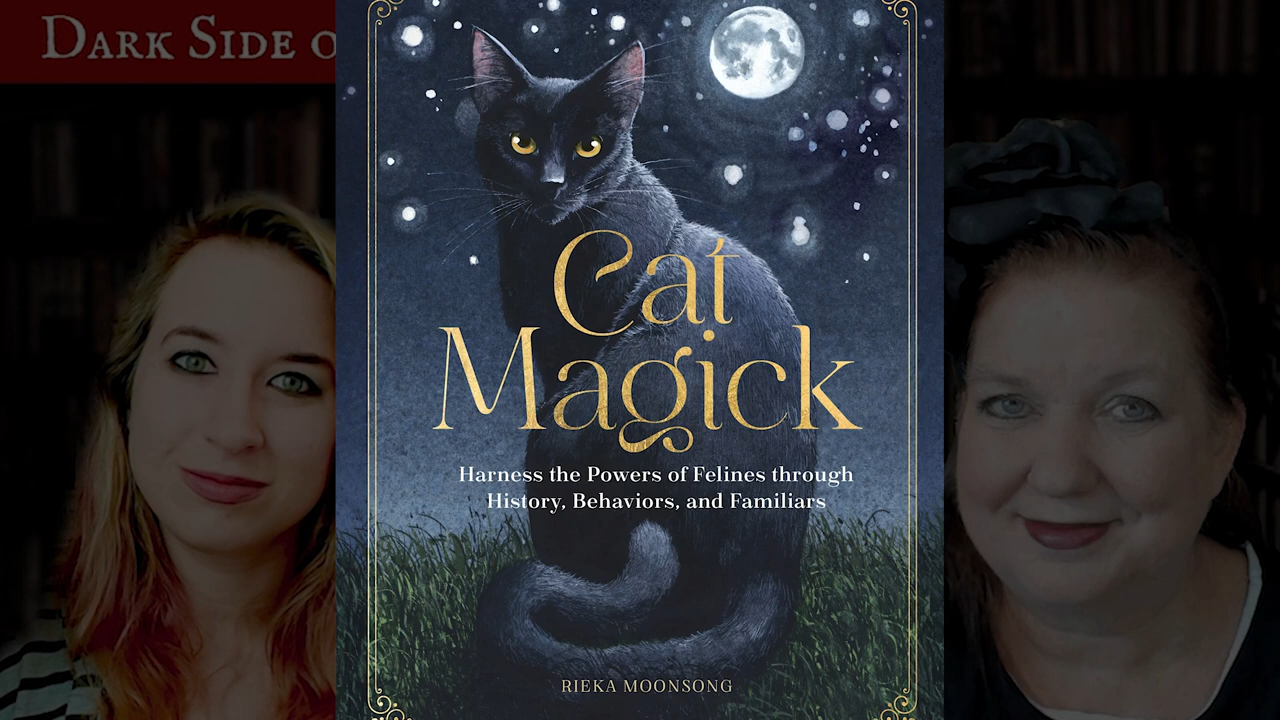 DARK SIDE O
Cat
Magick
Harness the Powers of Felines through
History, Behaviors, and Familiars
RIEKA MOONSONG